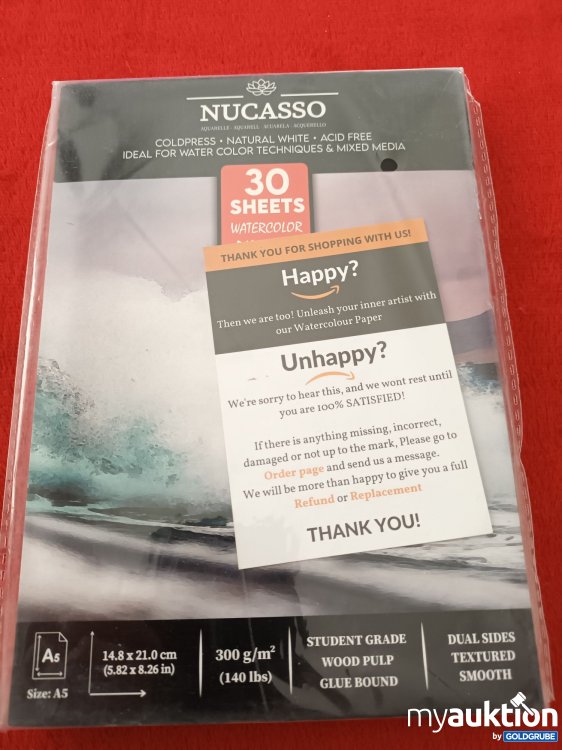 NUCASSO
AQUARELLE · AQUARELL · ACUARELA · ACQUERELLO
COLDPRESS • NATURAL WHITE • ACID FREE
IDEAL FOR WATER COLOR TECHNIQUES & MIXED MEDIA
30
SHEETS
WATERCOLOR
THANK YOU FOR SHOPPING WITH US!
Happy?
Then we are too! Unleash your inner artist with
our Watercolour Paper
Unhappy?
We're sorry to hear this, and we wont rest until
you are 100% SATISFIED!
If there is anything missing, incorrect,
damaged or not up to the mark, Please go to
Order page and send us a message.
We will be more than happy to give you a full
Refund or Replacement
THANK YOU!
A5
Size: A5
14.8 x 21.0 cm
(5.82 x 8.26 in)
300 g/m²
(140 lbs)
STUDENT GRADE
WOOD PULP
GLUE BOUND
DUAL SIDES
TEXTURED
SMOOTH
myauktion
by GOLDGRUBE